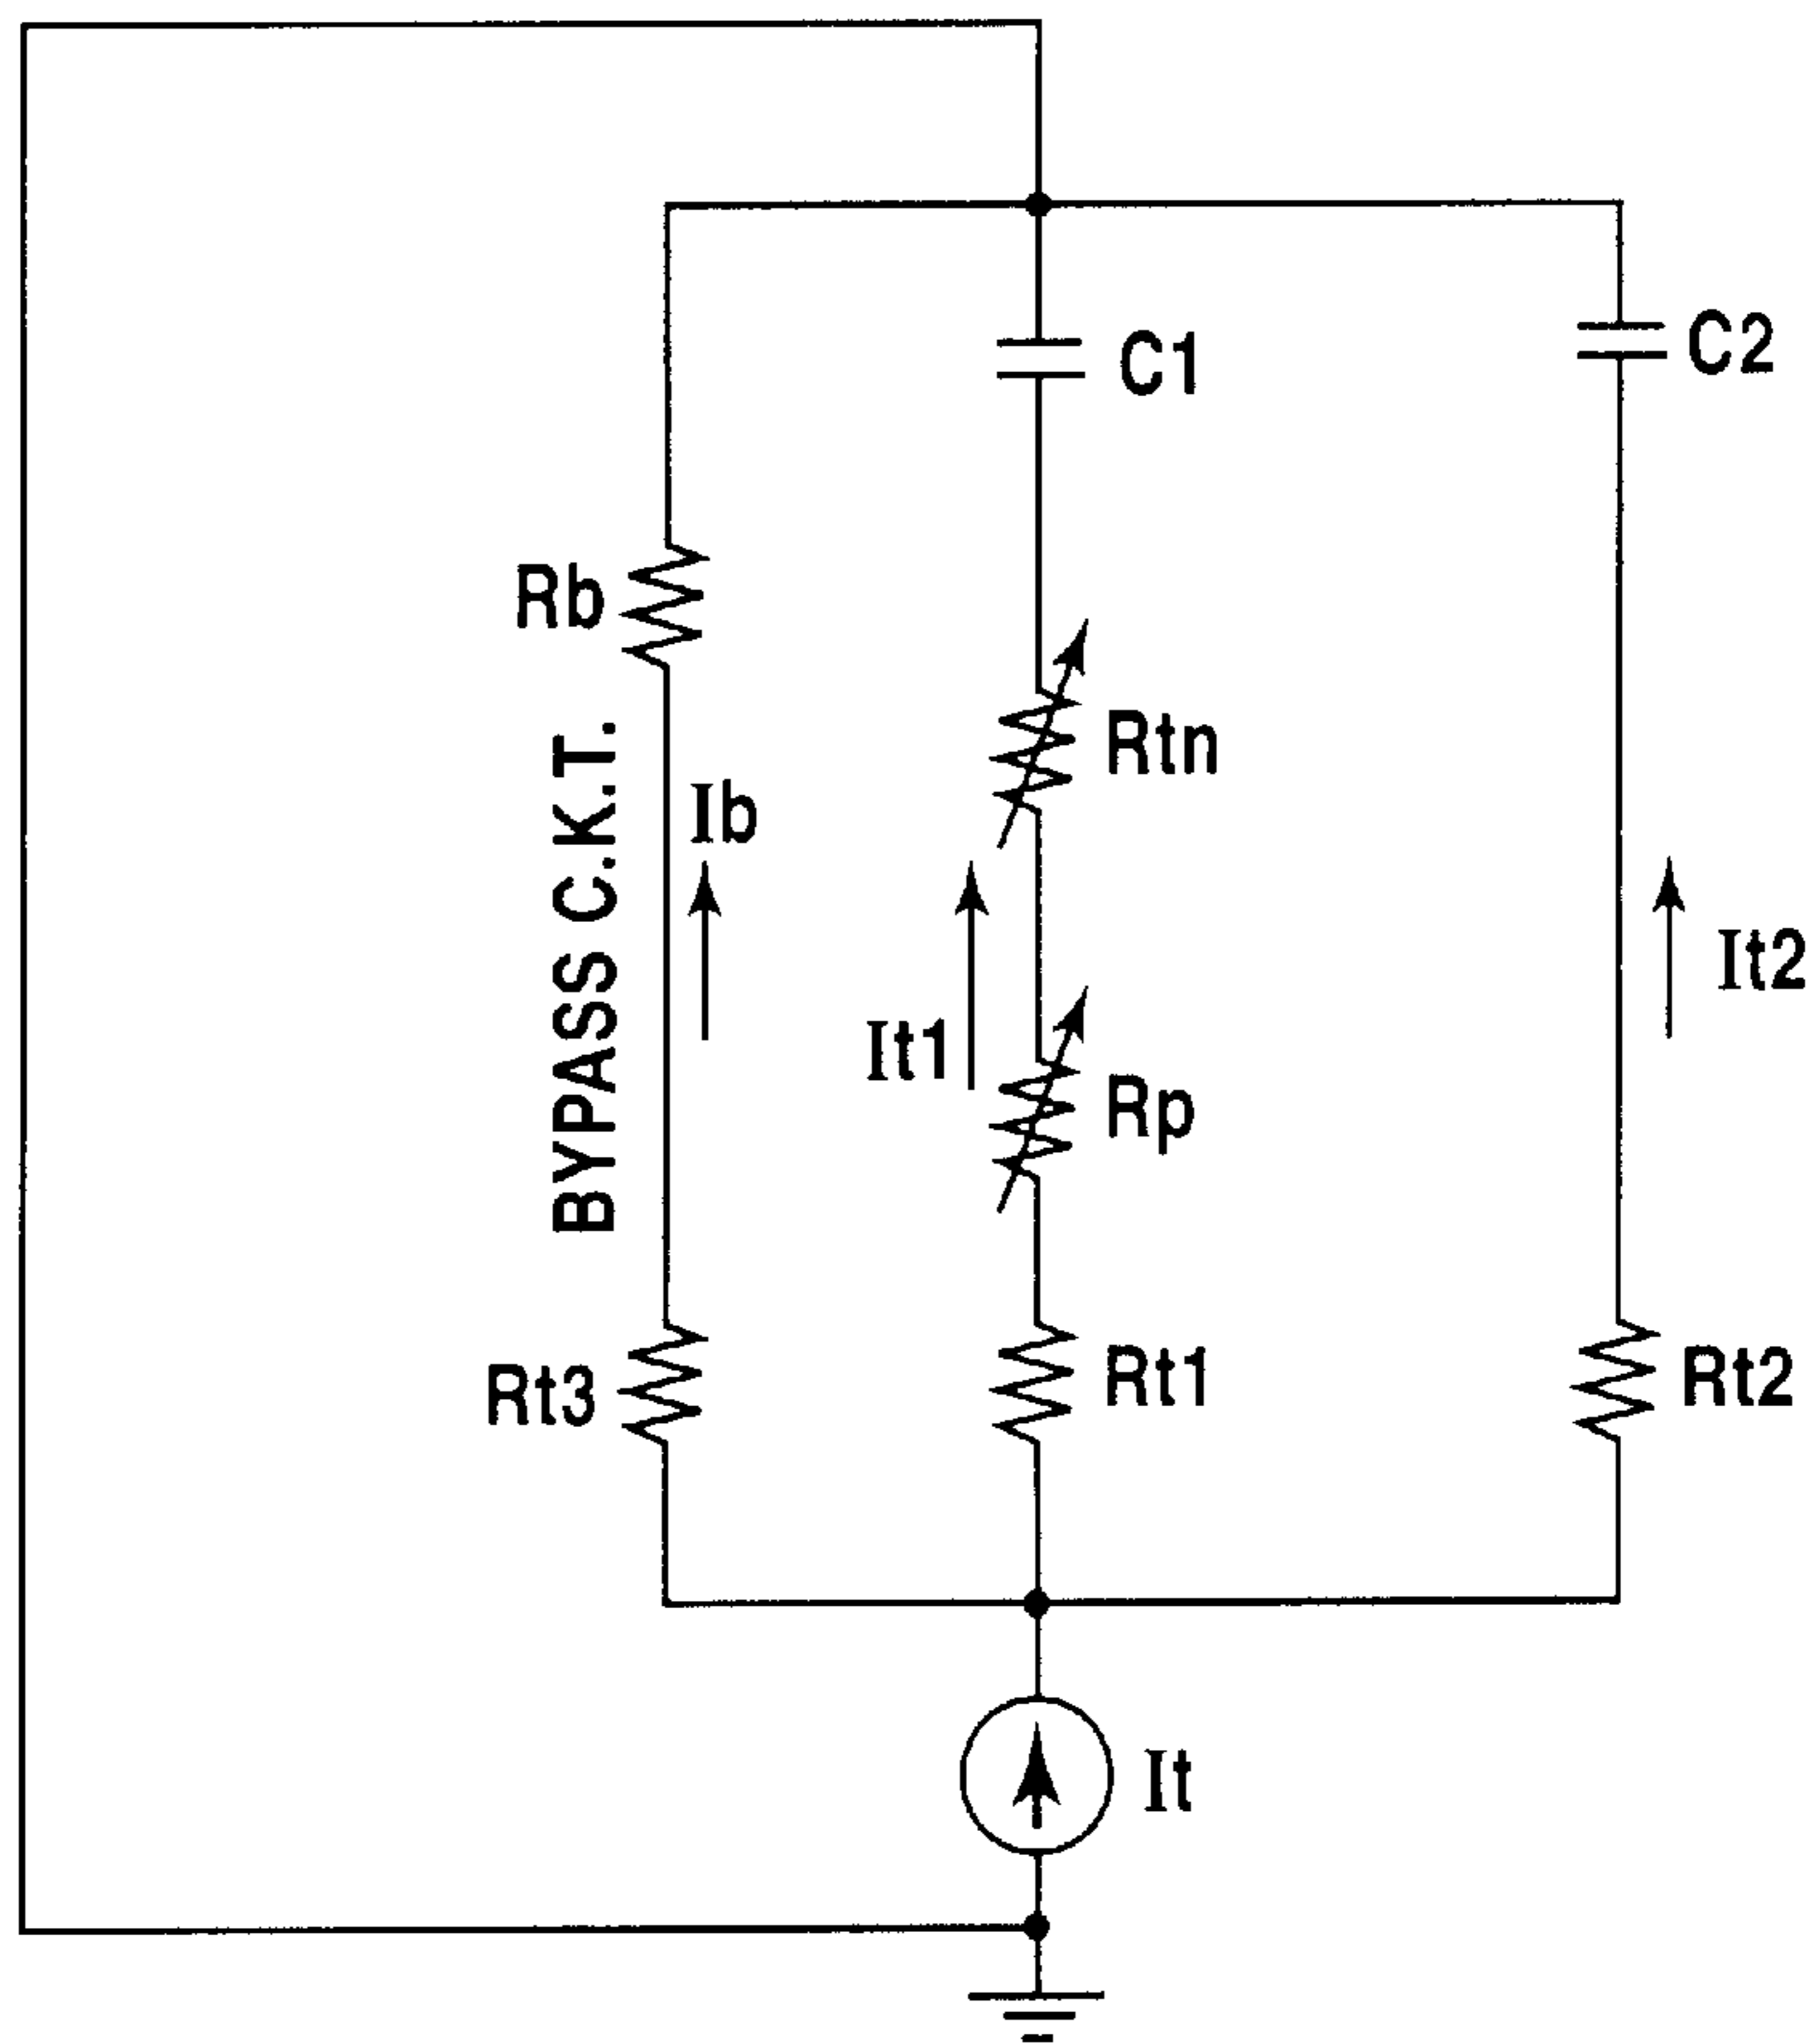 C1
C2
Rb
Rtn
BYPASS C.K.T.
Ib
It1
It2
Rp
Rt3
Rt1
Rt2
It